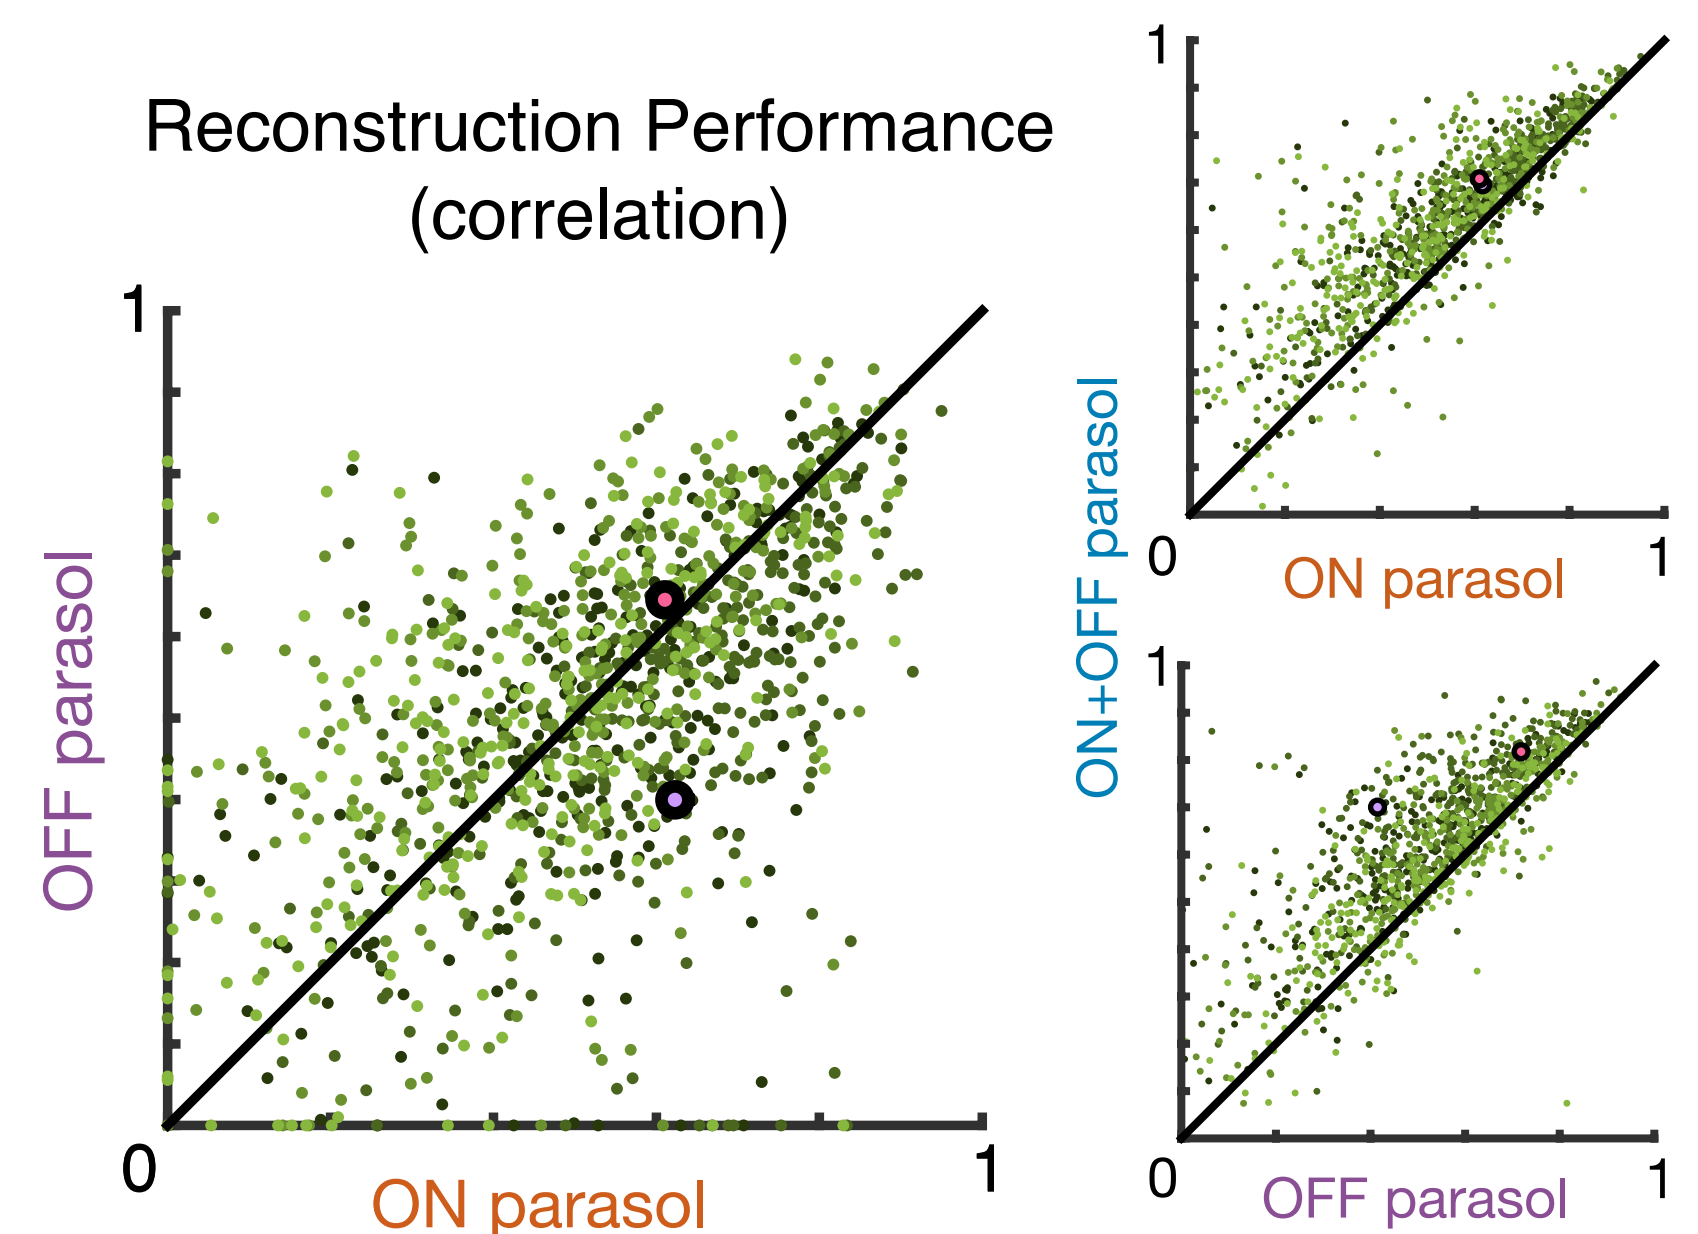 Reconstruction Performance
(correlation)
1
OFF parasol
0
1
ON parasol
ON+OFF parasol
1
0
1
ON parasol
1
0
1
OFF parasol